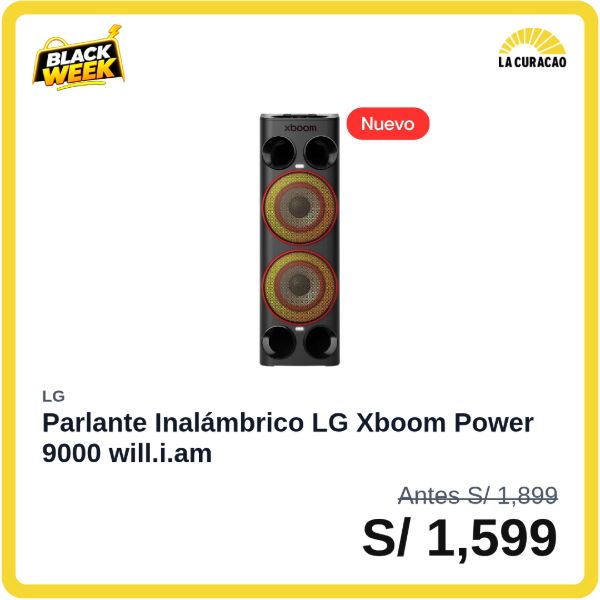 BLACK
WEEK
LA CURACAO
Nuevo
xboom
LG
Parlante Inalámbrico LG Xboom Power
9000 will.i.am
Antes S/ 1,899
S/ 1,599